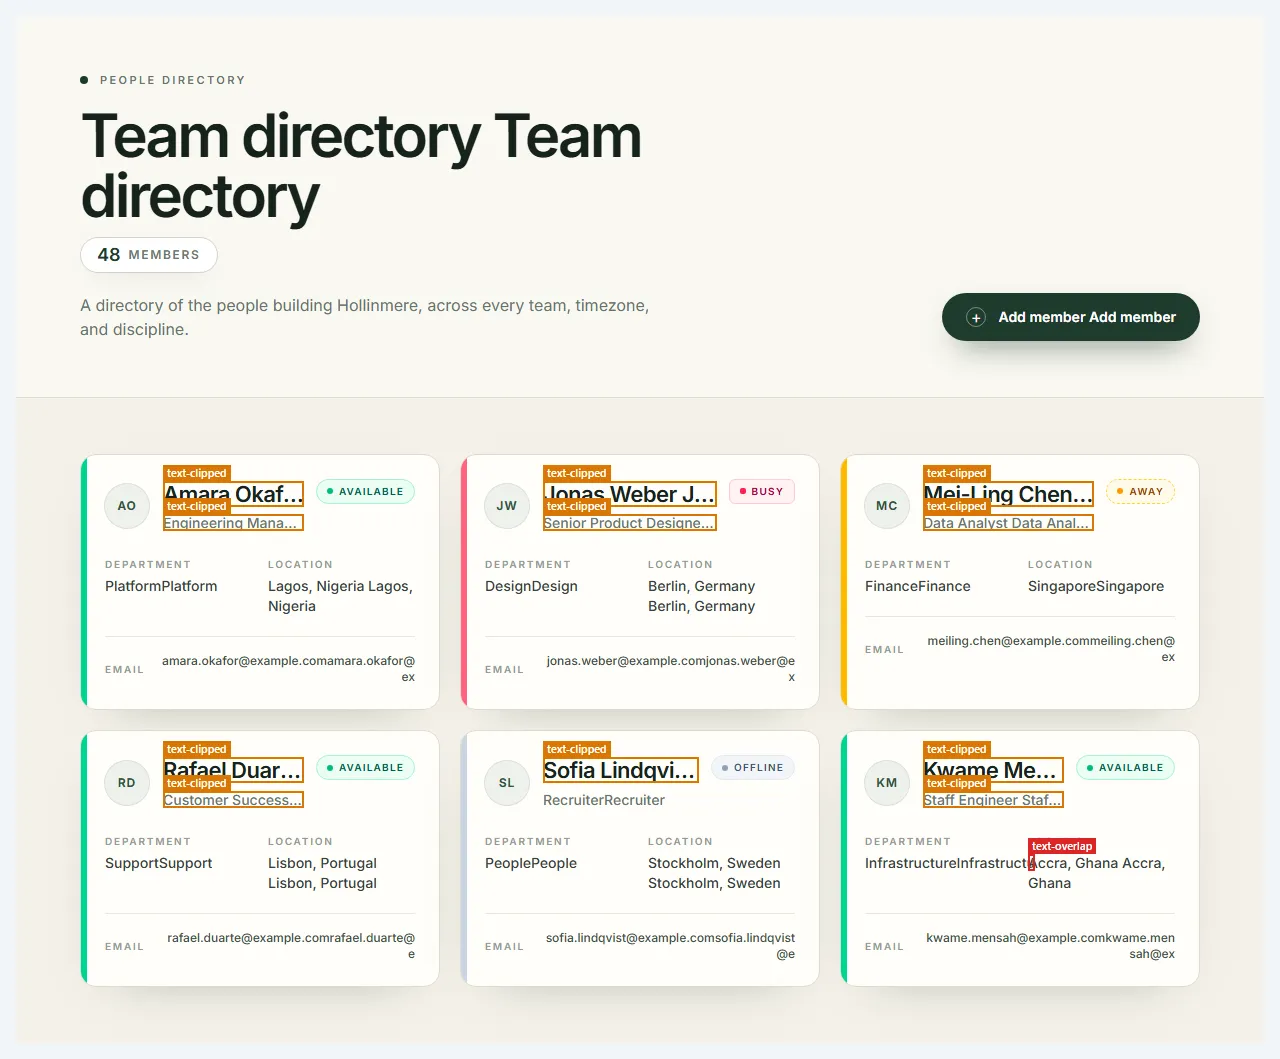 PEOPLE DIRECTORY
Team directory Team
directory
48 MEMBERS
A directory of the people building Hollinmere, across every team, timezone,
and discipline.
+ Add member Add member
text-clipped
AO
Amara Okaf...
AVAILABLE
text-clipped
Engineering Mana...
DEPARTMENT
PlatformPlatform
LOCATION
Lagos, Nigeria Lagos,
Nigeria
EMAIL
amara.okafor@example.comamara.okafor@
ex
text-clipped
JW
Jonas Weber J...
BUSY
text-clipped
Senior Product Designe...
DEPARTMENT
DesignDesign
LOCATION
Berlin, Germany
Berlin, Germany
EMAIL
jonas.weber@example.comjonas.weber@e
x
text-clipped
MC
Mei-Ling Chen...
AWAY
text-clipped
Data Analyst Data Anal...
DEPARTMENT
FinanceFinance
LOCATION
SingaporeSingapore
EMAIL
meiling.chen@example.commeiling.chen@
ex
text-clipped
RD
Rafael Duar...
AVAILABLE
text-clipped
Customer Success...
DEPARTMENT
SupportSupport
LOCATION
Lisbon, Portugal
Lisbon, Portugal
EMAIL
rafael.duarte@example.comrafael.duarte@
e
text-clipped
SL
Sofia Lindqvi...
OFFLINE
RecruiterRecruiter
DEPARTMENT
PeoplePeople
LOCATION
Stockholm, Sweden
Stockholm, Sweden
EMAIL
sofia.lindqvist@example.comsofia.lindqvist
@e
text-clipped
KM
Kwame Me...
AVAILABLE
text-clipped
Staff Engineer Staf...
DEPARTMENT
InfrastructureInfrastruct
text-overlap
Accra, Ghana Accra,
Ghana
EMAIL
kwame.mensah@example.comkwame.men
sah@ex